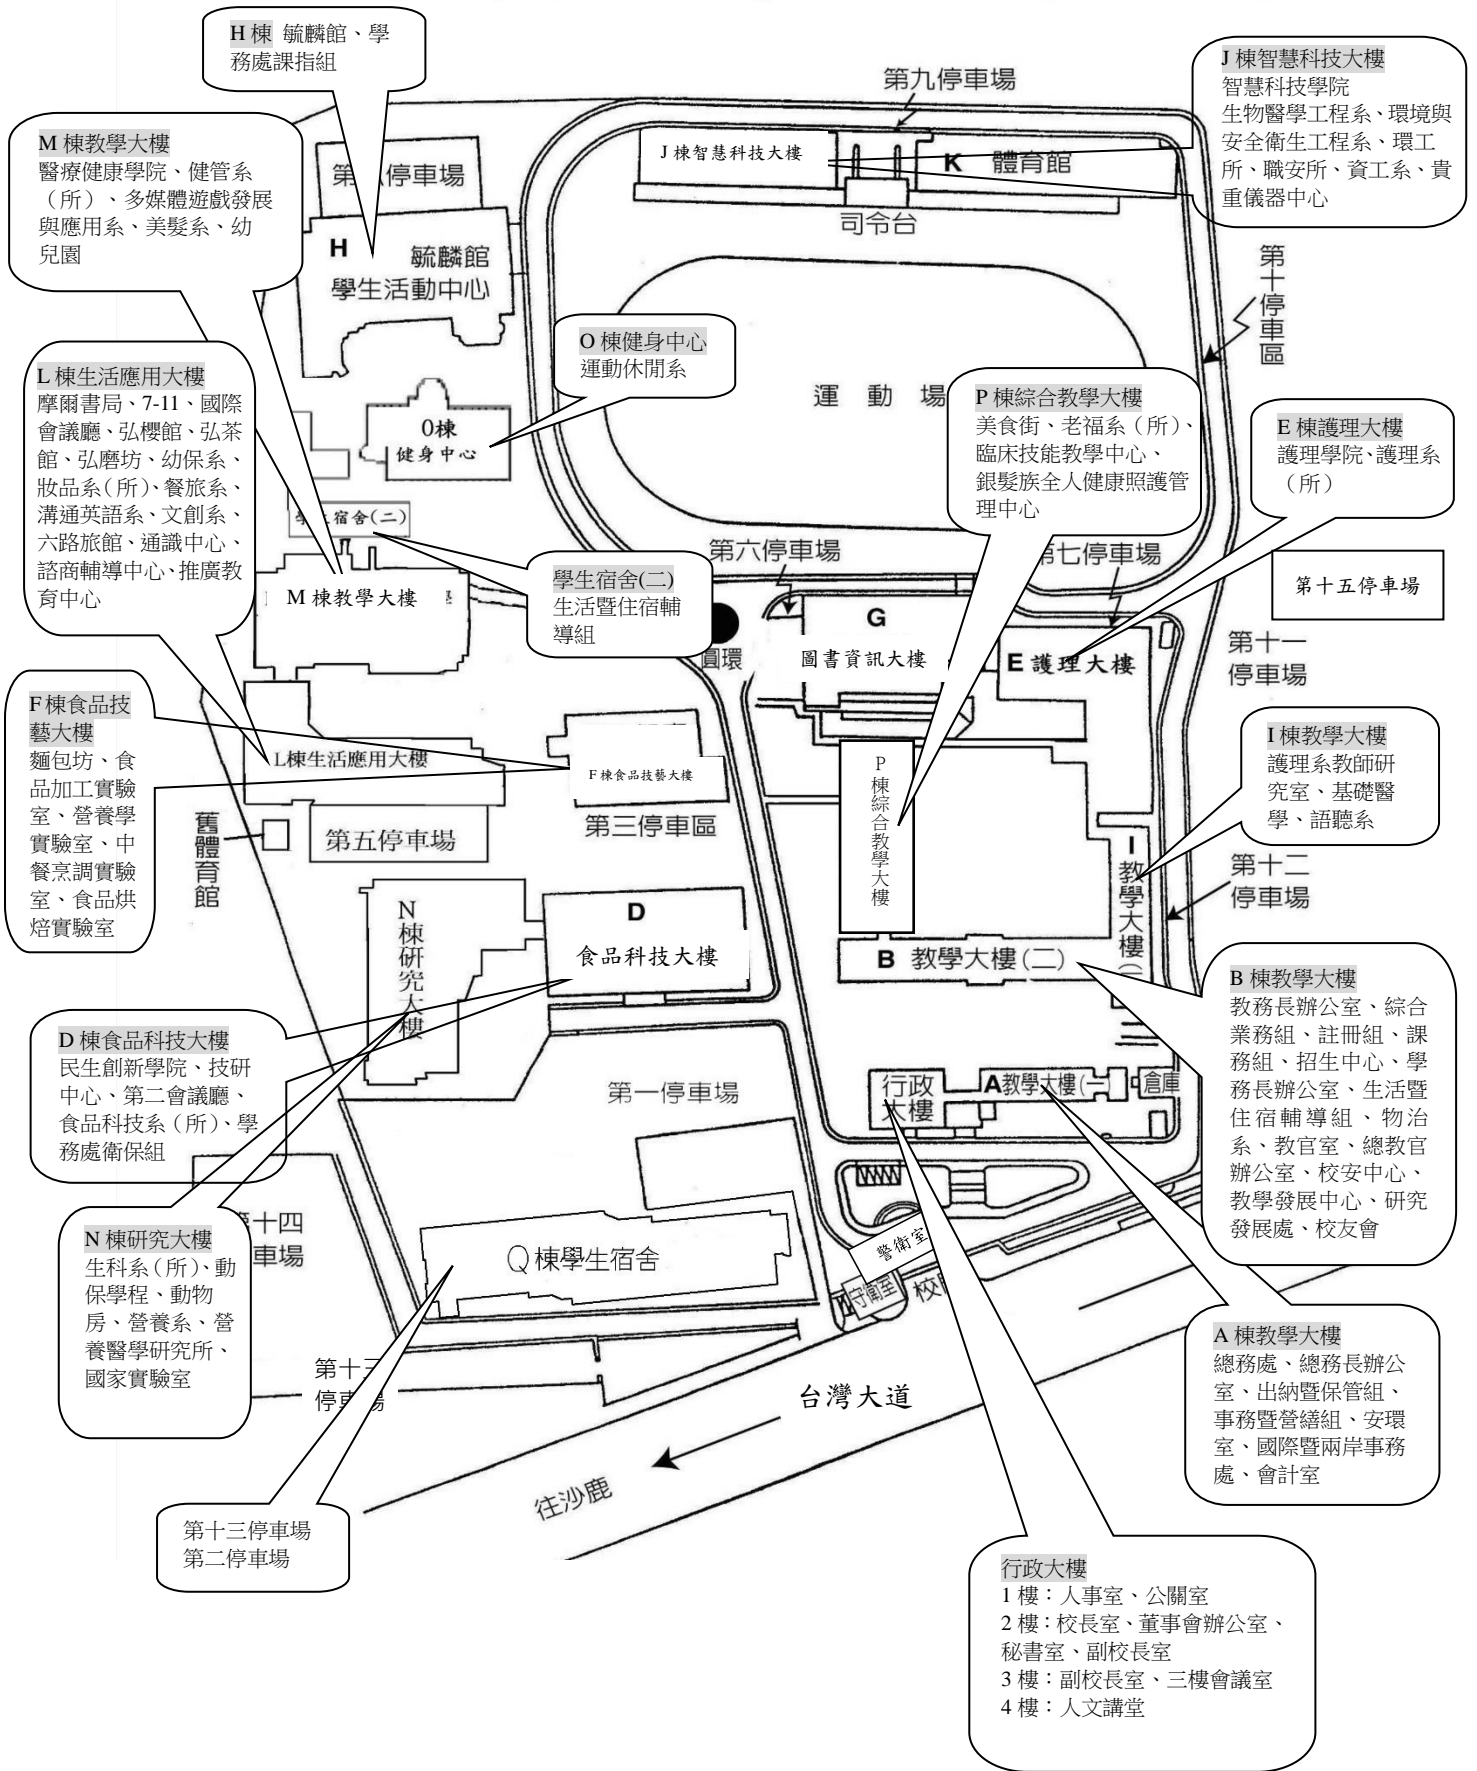 H 棟 毓麟館、學
務處課指組
J 棟智慧科技大樓
智慧科技學院
生物醫學工程系、環境與
安全衛生工程系、環工
所、職安所、資工系、貴
重儀器中心
第九停車場
M 棟教學大樓
醫療健康學院、健管系
（所）、多媒體遊戲發展
與應用系、美髮系、幼
兒園
停車場
J 棟智慧科技大樓
K 體育館
司令台
H 毓麟館
學生活動中心
第十停車區
O 棟健身中心
運動休閒系
L 棟生活應用大樓
摩爾書局、7-11、國際
會議廳、弘櫻館、弘茶
館、弘磨坊、幼保系、
妝品系（所）、餐旅系、
溝通英語系、文創系、
六路旅館、通識中心、
諮商輔導中心、推廣教
育中心
運動場
P 棟綜合教學大樓
美食街、老福系（所）、
臨床技能教學中心、
銀髮族全人健康照護管
理中心
E 棟護理大樓
護理學院、護理系
（所）
O棟
健身中心
宿舍(二)
第六停車場
第七停車場
學生宿舍(二)
生活暨住宿輔
導組
第十五停車場
M 棟教學大樓
G
圖書資訊大樓
圓環
E 護理大樓
第十一
停車場
F 棟食品技
藝大樓
麵包坊、食
品加工實驗
室、營養學
實驗室、中
餐烹調實驗
室、食品烘
焙實驗室
I 棟教學大樓
護理系教師研
究室、基礎醫
學、語聽系
L棟生活應用大樓
F 棟食品技藝大樓
P棟綜合教學大樓
第三停車區
第五停車場
舊體育館
I 教學大樓(
第十二
停車場
N棟研究大樓
D
食品科技大樓
B 教學大樓(二)
B 棟教學大樓
教務長辦公室、綜合
業務組、註冊組、課
務組、招生中心、學
務長辦公室、生活暨
住宿輔導組、物治
系、教官室、總教官
辦公室、校安中心、
教學發展中心、研究
發展處、校友會
D 棟食品科技大樓
民生創新學院、技研
中心、第二會議廳、
食品科技系（所）、學
務處衛保組
第一停車場
行政
大樓
A教學大樓(一)
倉庫
N 棟研究大樓
生科系（所）、動
保學程、動物
房、營養系、營
養醫學研究所、
國家實驗室
十四
車場
Q棟學生宿舍
警衛室
守衛室
校
A 棟教學大樓
總務處、總務長辦公
室、出納暨保管組、
事務暨營繕組、安環
室、國際暨兩岸事務
處、會計室
第十三
停車場
台灣大道
往沙鹿
第十三停車場
第二停車場
行政大樓
1 樓：人事室、公關室
2 樓：校長室、董事會辦公室、
秘書室、副校長室
3 樓：副校長室、三樓會議室
4 樓：人文講堂